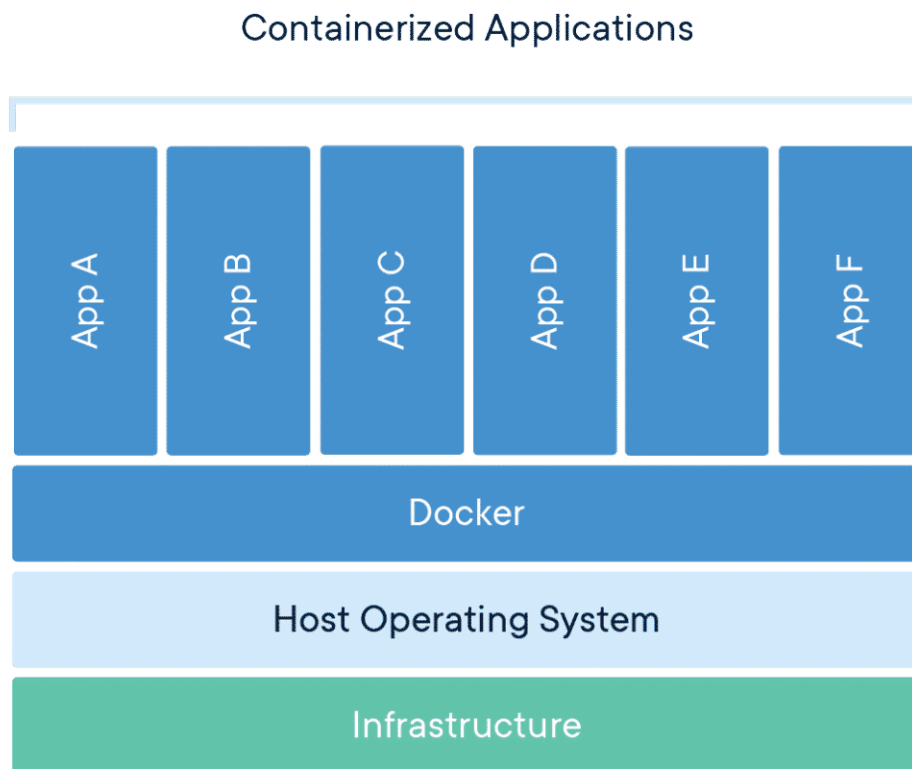 Containerized Applications
App A
App B
App C
App D
App E
App F
Docker
Host Operating System
Infrastructure